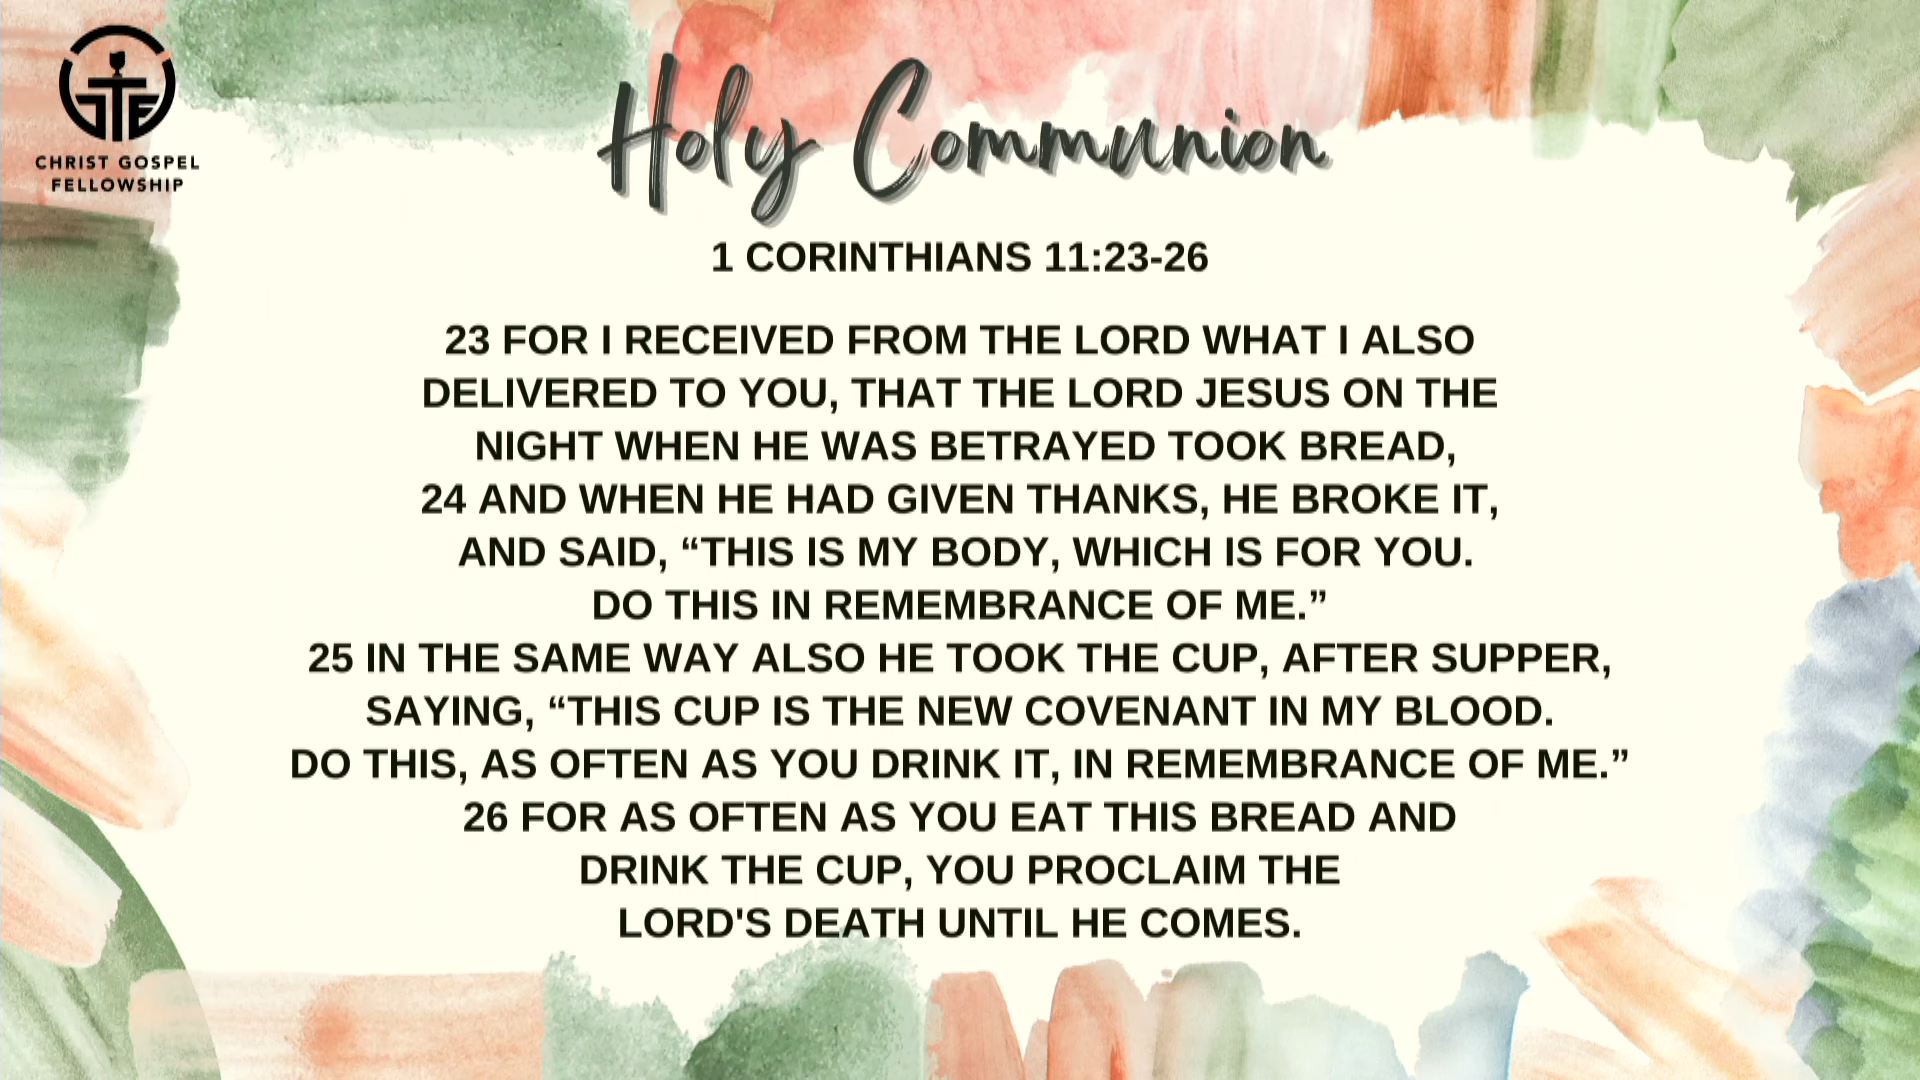 CHRIST GOSPEL
FELLOWSHIP
Holy Communion
1 CORINTHIANS 11:23-26
23 FOR I RECEIVED FROM THE LORD WHAT I ALSO
DELIVERED TO YOU, THAT THE LORD JESUS ON THE
NIGHT WHEN HE WAS BETRAYED TOOK BREAD,
24 AND WHEN HE HAD GIVEN THANKS, HE BROKE IT,
AND SAID, “THIS IS MY BODY, WHICH IS FOR YOU.
DO THIS IN REMEMBRANCE OF ME.”
25 IN THE SAME WAY ALSO HE TOOK THE CUP, AFTER SUPPER,
SAYING, “THIS CUP IS THE NEW COVENANT IN MY BLOOD.
DO THIS, AS OFTEN AS YOU DRINK IT, IN REMEMBRANCE OF ME.”
26 FOR AS OFTEN AS YOU EAT THIS BREAD AND
DRINK THE CUP, YOU PROCLAIM THE
LORD'S DEATH UNTIL HE COMES.